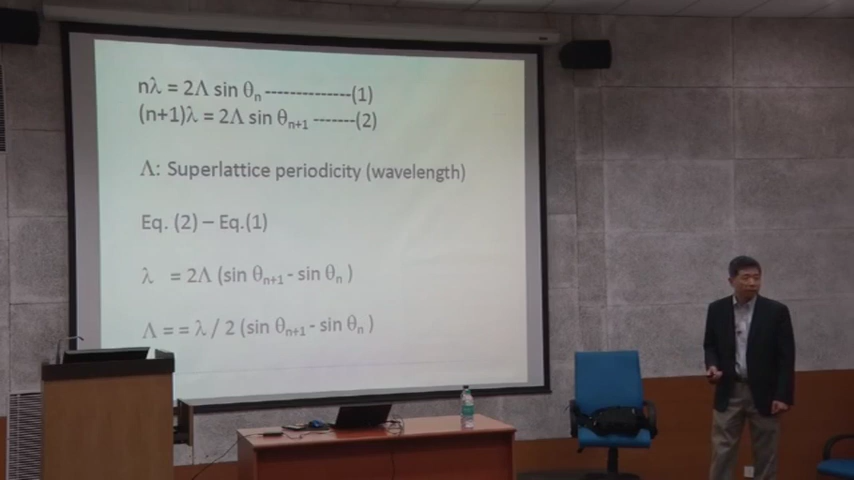 nλ = 2Λ sin θn --------------(1)
(n+1)λ = 2Λ sin θn+1 -------(2)
Λ: Superlattice periodicity (wavelength)
Eq. (2) – Eq.(1)
λ = 2Λ (sin θn+1 - sin θn )
Λ = = λ / 2 (sin θn+1 - sin θn )